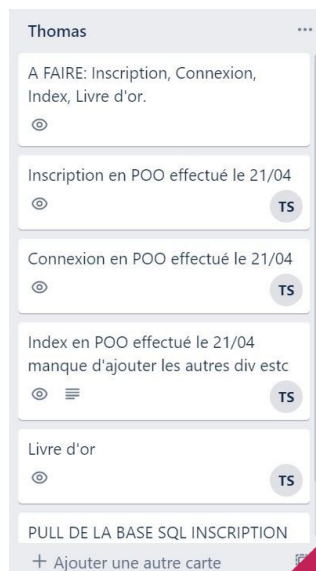 Thomas
A FAIRE: Inscription, Connexion,
Index, Livre d'or.
Inscription en POO effectué le 21/04
TS
Connexion en POO effectué le 21/04
TS
Index en POO effectué le 21/04
manque d'ajouter les autres div estc
TS
Livre d'or
TS
PULL DE LA BASE SQL INSCRIPTION
+ Ajouter une autre carte